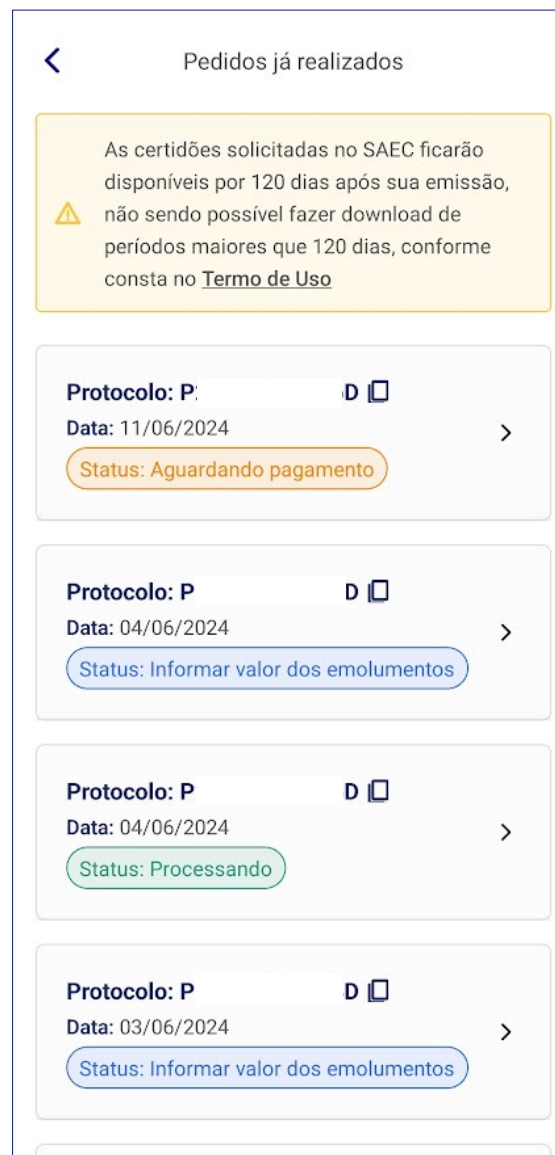 Pedidos já realizados
As certidões solicitadas no SAEC ficarão
disponíveis por 120 dias após sua emissão,
não sendo possível fazer download de
períodos maiores que 120 dias, conforme
consta no Termo de Uso
Protocolo: P D
Data: 11/06/2024
Status: Aguardando pagamento
Protocolo: P D
Data: 04/06/2024
Status: Informar valor dos emolumentos
Protocolo: P D
Data: 04/06/2024
Status: Processando
Protocolo: P D
Data: 03/06/2024
Status: Informar valor dos emolumentos